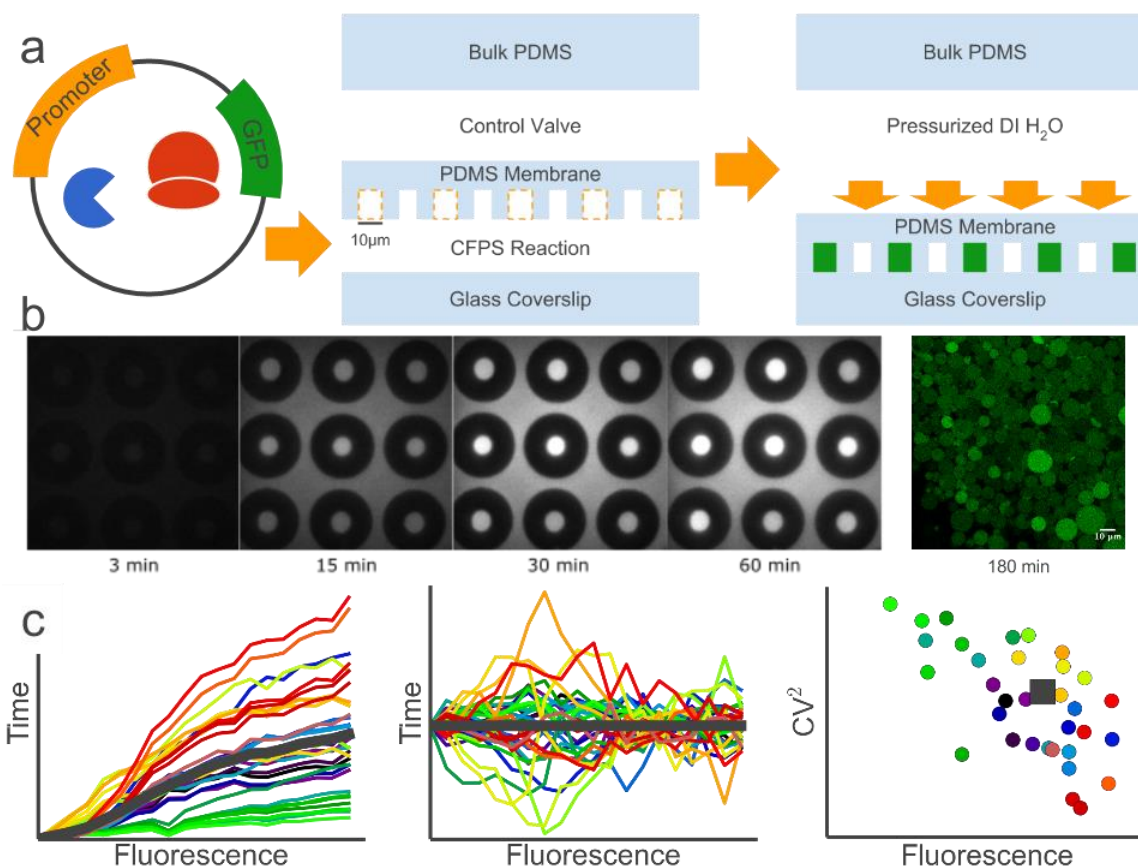 a
Promoter
GFP
Bulk PDMS
Control Valve
PDMS Membrane
10µm
CFPS Reaction
Glass Coverslip
Bulk PDMS
Pressurized DI H₂O
PDMS Membrane
Glass Coverslip
b
3 min
15 min
30 min
60 min
10 µm
180 min
c
Time
Fluorescence
Time
Fluorescence
CV²
Fluorescence